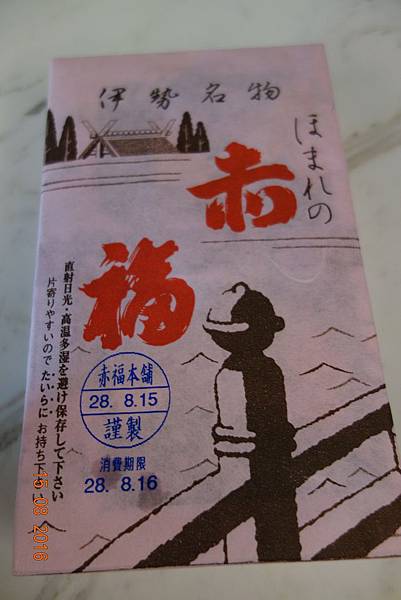 伊勢名物
ほまれの
赤
福
直射日光・高温多湿を避け保存して下さい
片寄りやすいので たいらに お持ち下さい
赤福本舗
28. 8.15
謹製
消費期限
28. 8.16
15 08 2016